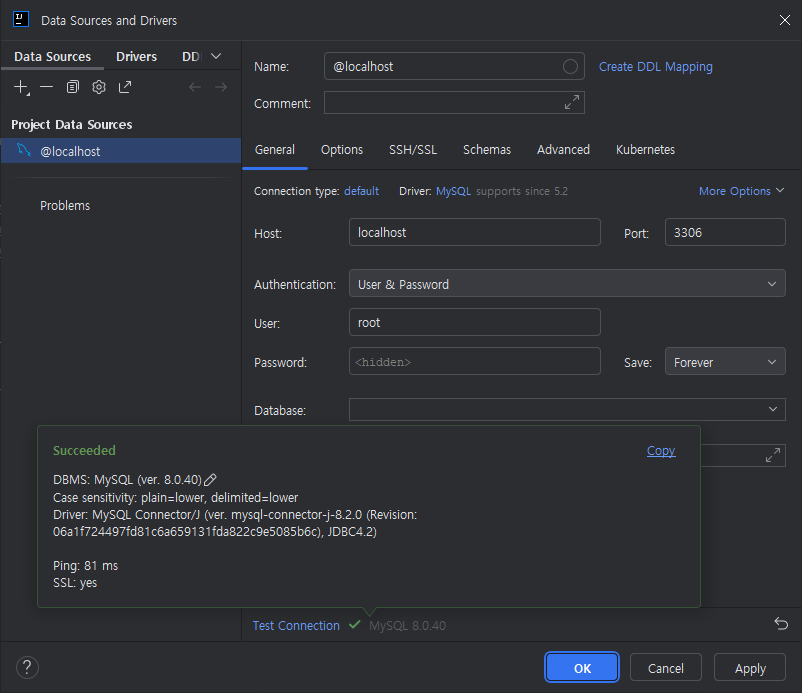 Data Sources and Drivers
Data Sources Drivers DD
Project Data Sources
@localhost
Problems
Name: @localhost Create DDL Mapping
Comment:
General Options SSH/SSL Schemas Advanced Kubernetes
Connection type: default Driver: MySQL supports since 5.2 More Options
Host: localhost Port: 3306
Authentication: User & Password
User: root
Password: <hidden> Save: Forever
Database:
Succeeded Copy
DBMS: MySQL (ver. 8.0.40)
Case sensitivity: plain=lower, delimited=lower
Driver: MySQL Connector/J (ver. mysql-connector-j-8.2.0 (Revision:
06a1f724497fd81c6a659131fda822c9e5085b6c), JDBC4.2)
Ping: 81 ms
SSL: yes
Test Connection MySQL 8.0.40
? OK Cancel Apply